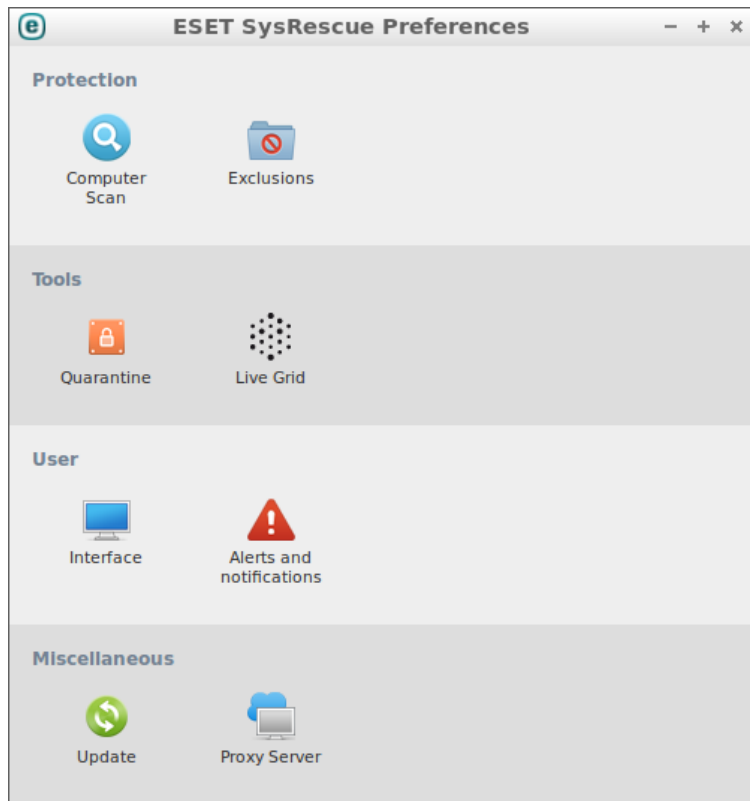 ESET SysRescue Preferences
Protection
Computer
Scan
Exclusions
Tools
Quarantine
Live Grid
User
Interface
Alerts and
notifications
Miscellaneous
Update
Proxy Server